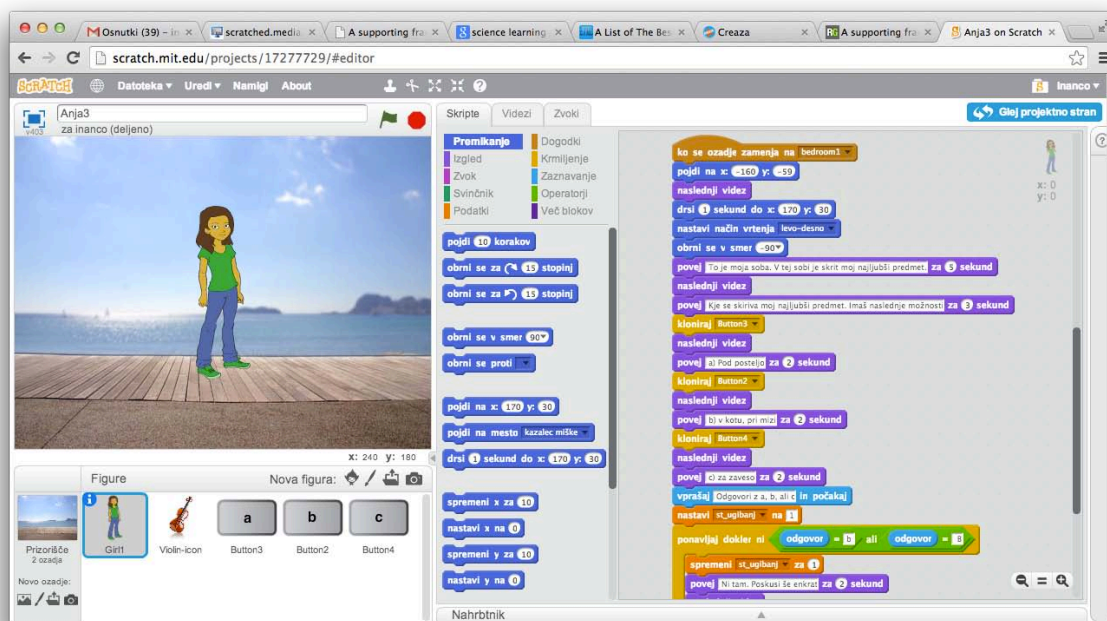 Osnutki (39) – in
scratched.media
A supporting fra
science learning
A List of The Bes
Creaza
A supporting fra
Anja3 on Scratch
scratch.mit.edu/projects/17277729/#editor
SCRATCH
Datoteka
Uredi
Namigi
About
inanco
Anja3
za inanco (deljeno)
v403
Skripte
Videzi
Zvoki
Glej projektno stran
Premikanje
Izgled
Zvok
Svinčnik
Podatki
Dogodki
Krmiljenje
Zaznavanje
Operatorji
Več blokov
pojdi 10 korakov
obrni se za 15 stopinj
obrni se za 15 stopinj
obrni se v smer 90
obrni se proti
pojdi na x: 170 y: 30
pojdi na mesto kazalec miške
drsi 1 sekund do x: 170 y: 30
spremeni x za 10
nastavi x na 0
spremeni y za 10
nastavi y na 0
ko se ozadje zamenja na bedroom1
pojdi na x: -160 y: -59
naslednji videz
drsi 1 sekund do x: 170 y: 30
nastavi način vrtenja levo-desno
obrni se v smer -90
povej To je moja soba. V tej sobi je skrit moj najljubši predmet. za 3 sekund
naslednji videz
povej Kje se skiriva moj najljubši predmet. Imaš naslednje možnosti za 3 sekund
kloniraj Button3
naslednji videz
povej a) Pod posteljo za 2 sekund
kloniraj Button2
naslednji videz
povej b) v kotu, pri mizi za 2 sekund
kloniraj Button4
naslednji videz
povej c) za zaveso za 2 sekund
vprašaj Odgovori z a, b, ali c in počakaj
nastavi st_ugibanj na 1
ponavljaj dokler ni odgovor = b ali odgovor = B
spremeni st_ugibanj za 1
povej Ni tam. Poskusi še enkrat za 2 sekund
x: 0
y: 0
X: 240 y: 180
Figure
Nova figura:
Prizorišče
2 ozadja
Novo ozadje:
Girl1
Violin-icon
a
Button3
b
Button2
c
Button4
Nahrbtnik